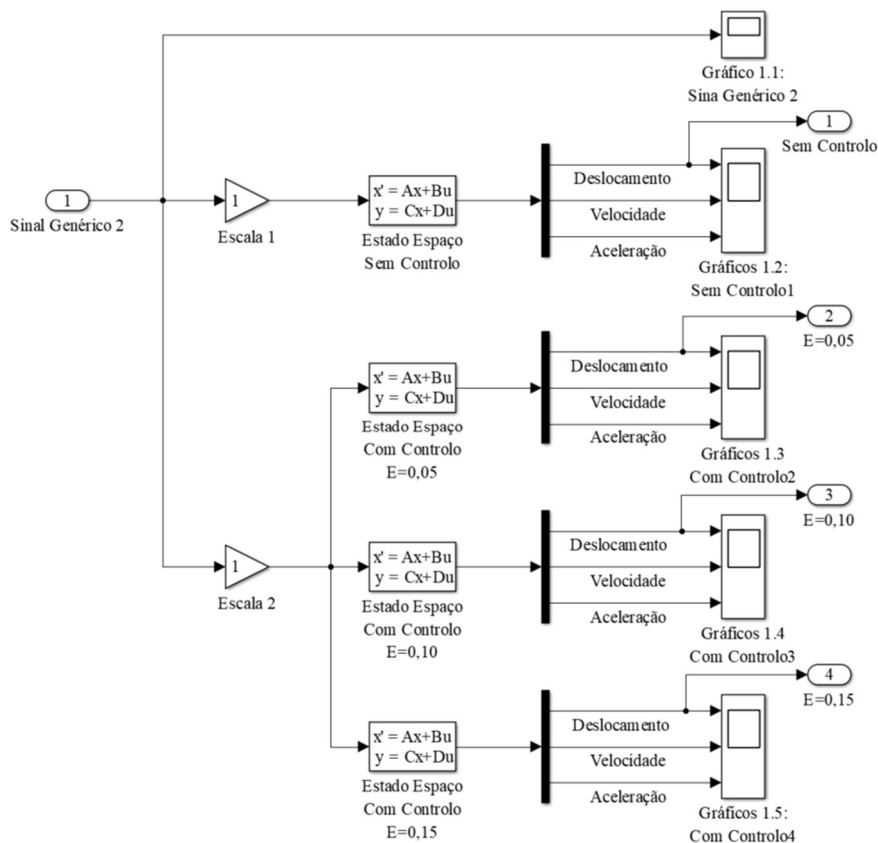 Gráfico 1.1:
Sina Genérico 2
1
Sem Controlo
1
Sinal Genérico 2
1
Escala 1
x' = Ax+Bu
y = Cx+Du
Estado Espaço
Sem Controlo
Deslocamento
Velocidade
Aceleração
Gráficos 1.2:
Sem Controlo1
2
E=0,05
x' = Ax+Bu
y = Cx+Du
Estado Espaço
Com Controlo
E=0,05
Deslocamento
Velocidade
Aceleração
Gráficos 1.3
Com Controlo2
3
E=0,10
1
Escala 2
x' = Ax+Bu
y = Cx+Du
Estado Espaço
Com Controlo
E=0,10
Deslocamento
Velocidade
Aceleração
Gráficos 1.4
Com Controlo3
4
E=0,15
x' = Ax+Bu
y = Cx+Du
Estado Espaço
Com Controlo
E=0,15
Deslocamento
Velocidade
Aceleração
Gráficos 1.5:
Com Controlo4